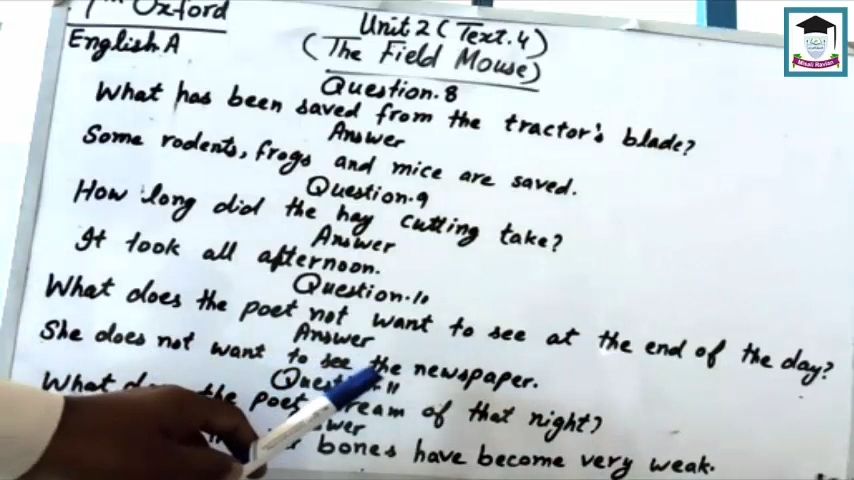 7th Oxford
English A
Unit 2 (Text.4)
(The Field Mouse)
Question.8
What has been saved from the tractor's blade?
Answer
Some rodents, frogs and mice are saved.
Question.9
How long did the hay cutting take?
Answer
It took all afternoon.
Question.10
What does the poet not want to see at the end of the day?
Answer
She does not want to see the newspaper.
Question.11
What the poet dream of that night?
bones have become very weak.
Misali Ravian